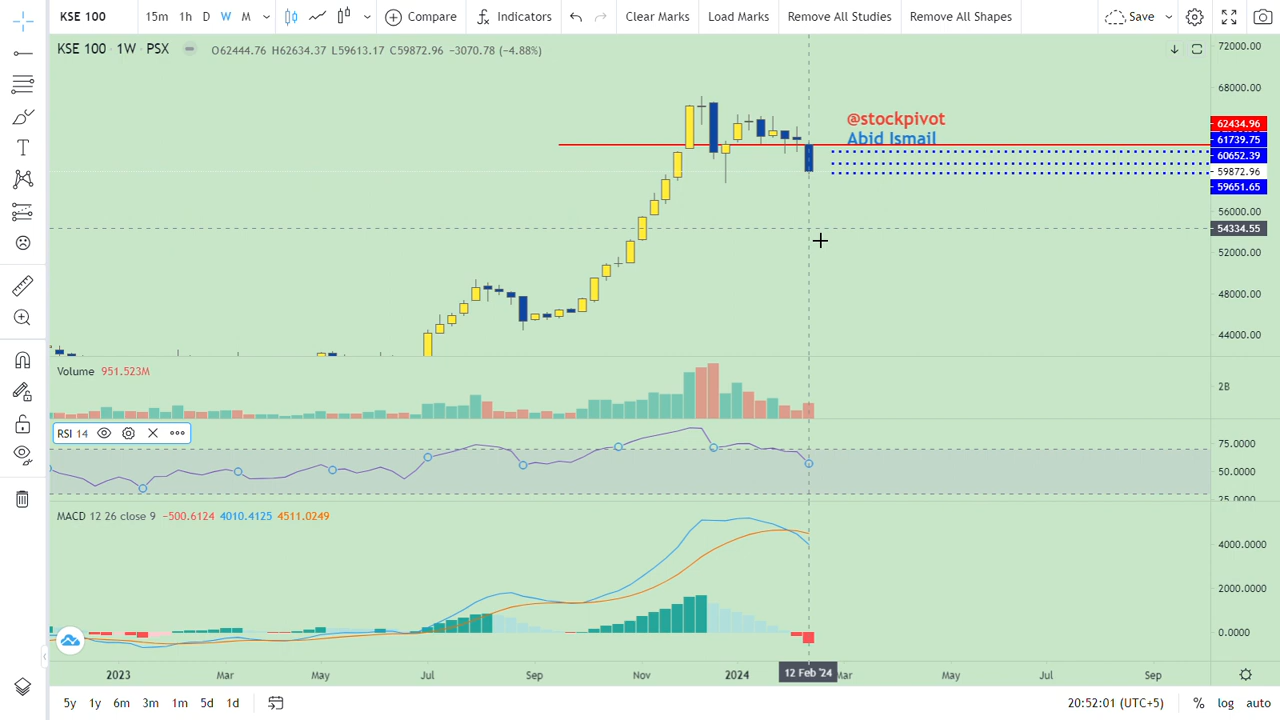 KSE 100 15m 1h D W M Compare Indicators Clear Marks Load Marks Remove All Studies Remove All Shapes Save
KSE 100 · 1W · PSX O62444.76 H62634.37 L59613.17 C59872.96 −3070.78 (−4.88%)
72000.00
68000.00
@stockpivot
62434.96
Abid Ismail
61739.75
60652.39
59872.96
59651.65
56000.00
54334.55
52000.00
48000.00
44000.00
Volume 951.523M
2B
RSI 14
75.0000
50.0000
25.0000
MACD 12 26 close 9 −500.6124 4010.4125 4511.0249
4000.0000
2000.0000
0.0000
2023 Mar May Jul Sep Nov 2024 12 Feb '24 Mar May Jul Sep
5y 1y 6m 3m 1m 5d 1d 20:52:01 (UTC+5) % log auto